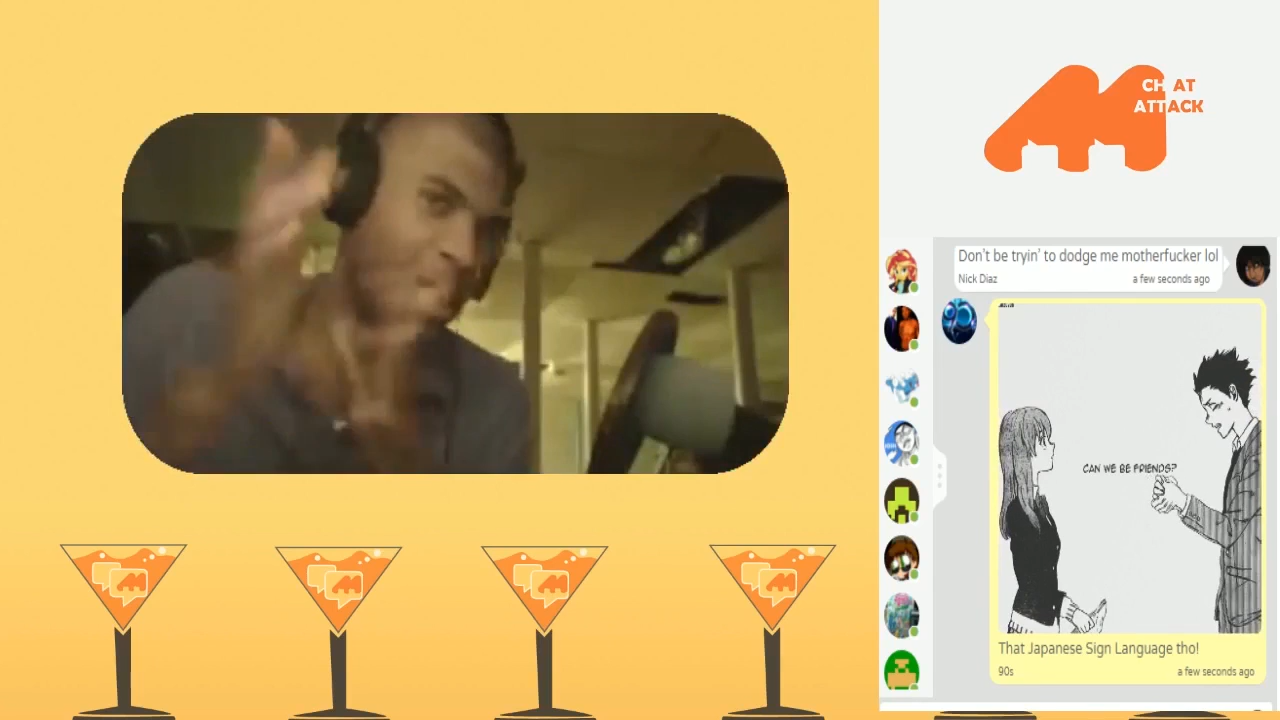 CHAT
ATTACK
Don't be tryin' to dodge me motherfucker lol
Nick Diaz
a few seconds ago
CAN WE BE FRIENDS?
That Japanese Sign Language tho!
90s
a few seconds ago